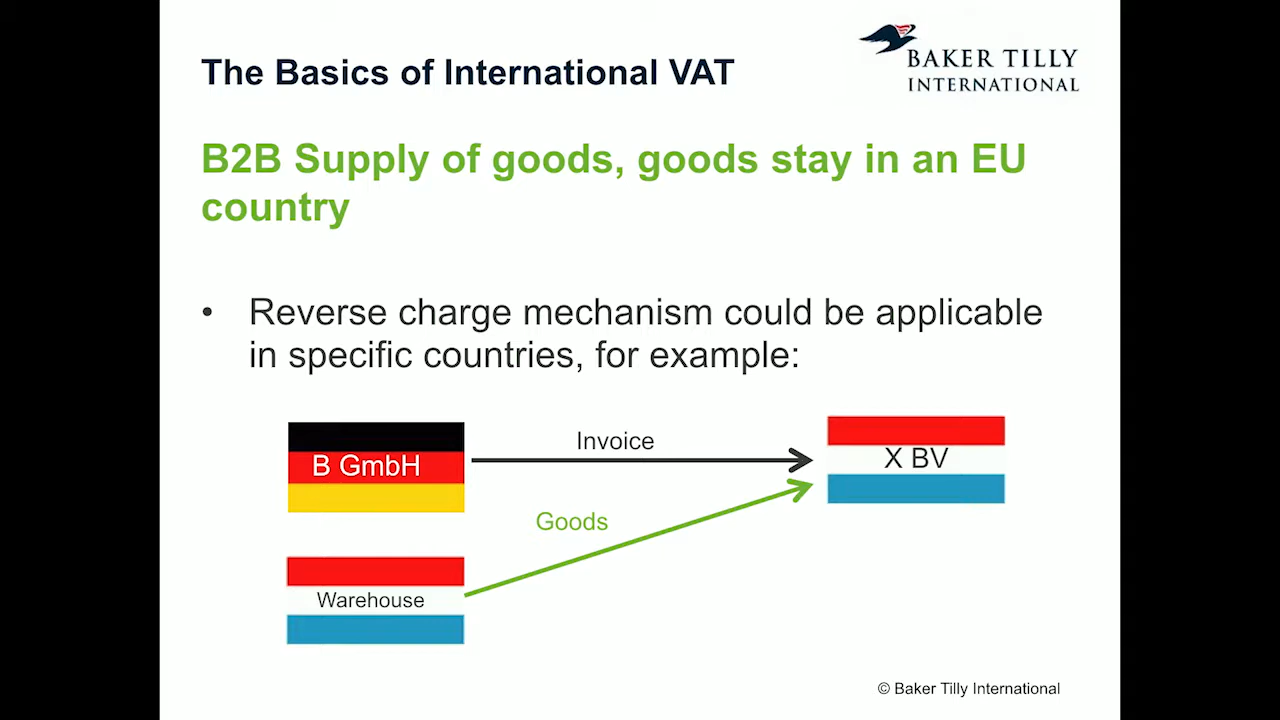 The Basics of International VAT
BAKER TILLY
INTERNATIONAL
B2B Supply of goods, goods stay in an EU
country
• Reverse charge mechanism could be applicable
in specific countries, for example:
B GmbH
Invoice
X BV
Goods
Warehouse
© Baker Tilly International